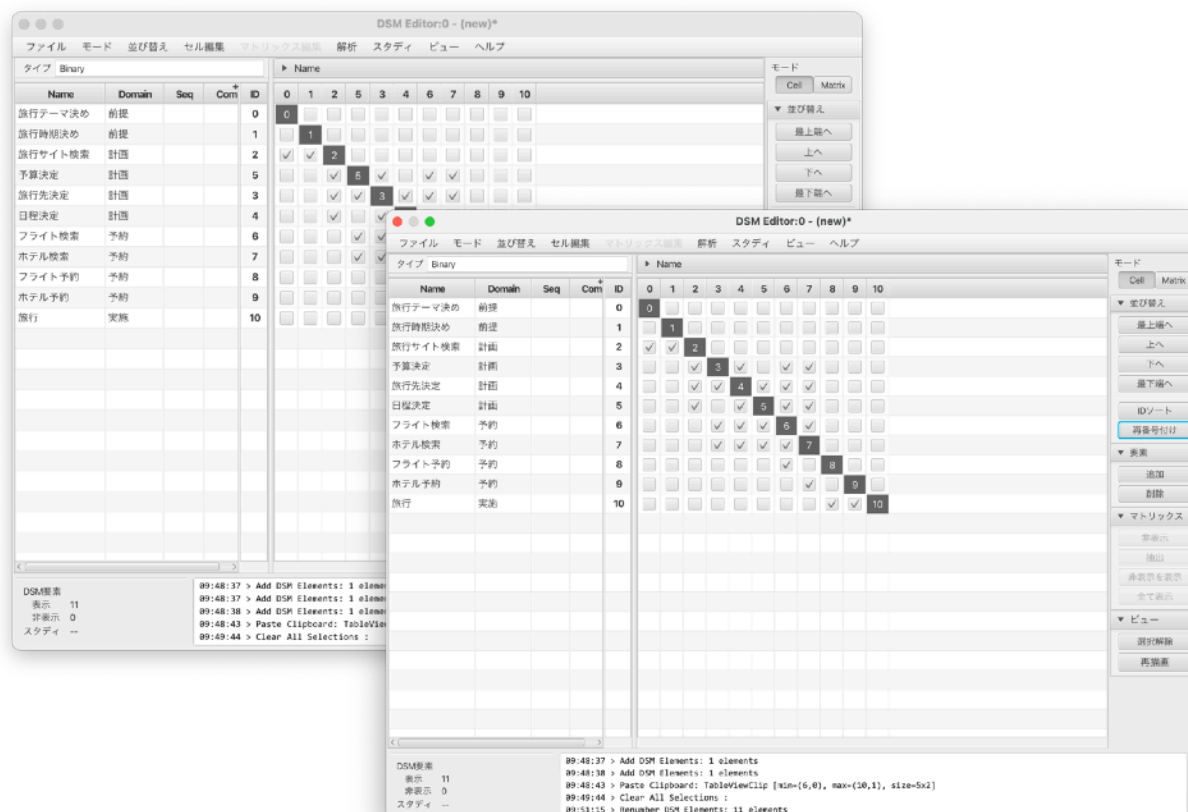 DSM Editor:0 - (new)*
ファイル モード 並び替え セル編集 マトリックス編集 解析 スタディ ビュー ヘルプ
タイプ Binary
Name
モード
Cell Matrix
Name Domain Seq Com + ID 0 1 2 5 3 4 6 7 8 9 10
並び替え
旅行テーマ決め 前提 0 0
最上端へ
旅行時期決め 前提 1 1
上へ
旅行サイト検索 計画 2 2
下へ
予算決定 計画 5 5
最下端へ
旅行先決定 計画 3 3
日程決定 計画 4
フライト検索 予約 6
ホテル検索 予約 7
フライト予約 予約 8
ホテル予約 予約 9
旅行 実施 10
DSM要素
表示 11
非表示 0
スタディ --
09:48:37 > Add DSM Elements: 1 eleme
09:48:37 > Add DSM Elements: 1 eleme
09:48:38 > Add DSM Elements: 1 eleme
09:48:43 > Paste Clipboard: TableVie
09:49:44 > Clear All Selections :
DSM Editor:0 - (new)*
ファイル モード 並び替え セル編集 マトリックス編集 解析 スタディ ビュー ヘルプ
タイプ Binary
Name
モード
Cell Matrix
Name Domain Seq Com + ID 0 1 2 3 4 5 6 7 8 9 10
旅行テーマ決め 前提 0 0
旅行時期決め 前提 1 1
旅行サイト検索 計画 2 2
予算決定 計画 3 3
旅行先決定 計画 4 4
日程決定 計画 5 5
フライト検索 予約 6 6
ホテル検索 予約 7 7
フライト予約 予約 8 8
ホテル予約 予約 9 9
旅行 実施 10 10
並び替え
最上端へ
上へ
下へ
最下端へ
IDソート
再番号付け
要素
追加
削除
マトリックス
非表示
抽出
非表示を表示
全て表示
ビュー
選択解除
再描画
DSM要素
表示 11
非表示 0
スタディ --
09:48:37 > Add DSM Elements: 1 elements
09:48:38 > Add DSM Elements: 1 elements
09:48:43 > Paste Clipboard: TableViewClip [min=(6,0), max=(10,1), size=5x2]
09:49:44 > Clear All Selections :
09:51:15 > Renumber DSM Elements: 11 elements